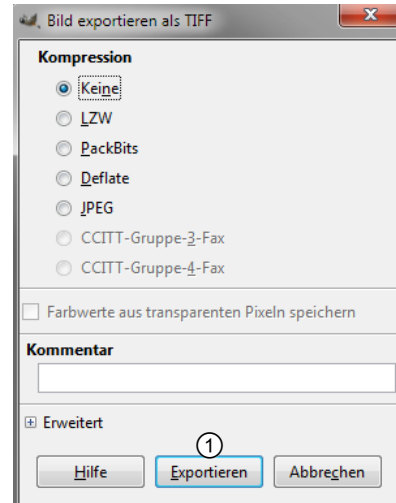 Bild exportieren als TIFF
Kompression
Keine
LZW
PackBits
Deflate
JPEG
CCITT-Gruppe-3-Fax
CCITT-Gruppe-4-Fax
Farbwerte aus transparenten Pixeln speichern
Kommentar
Erweitert
1
Hilfe Exportieren Abbrechen